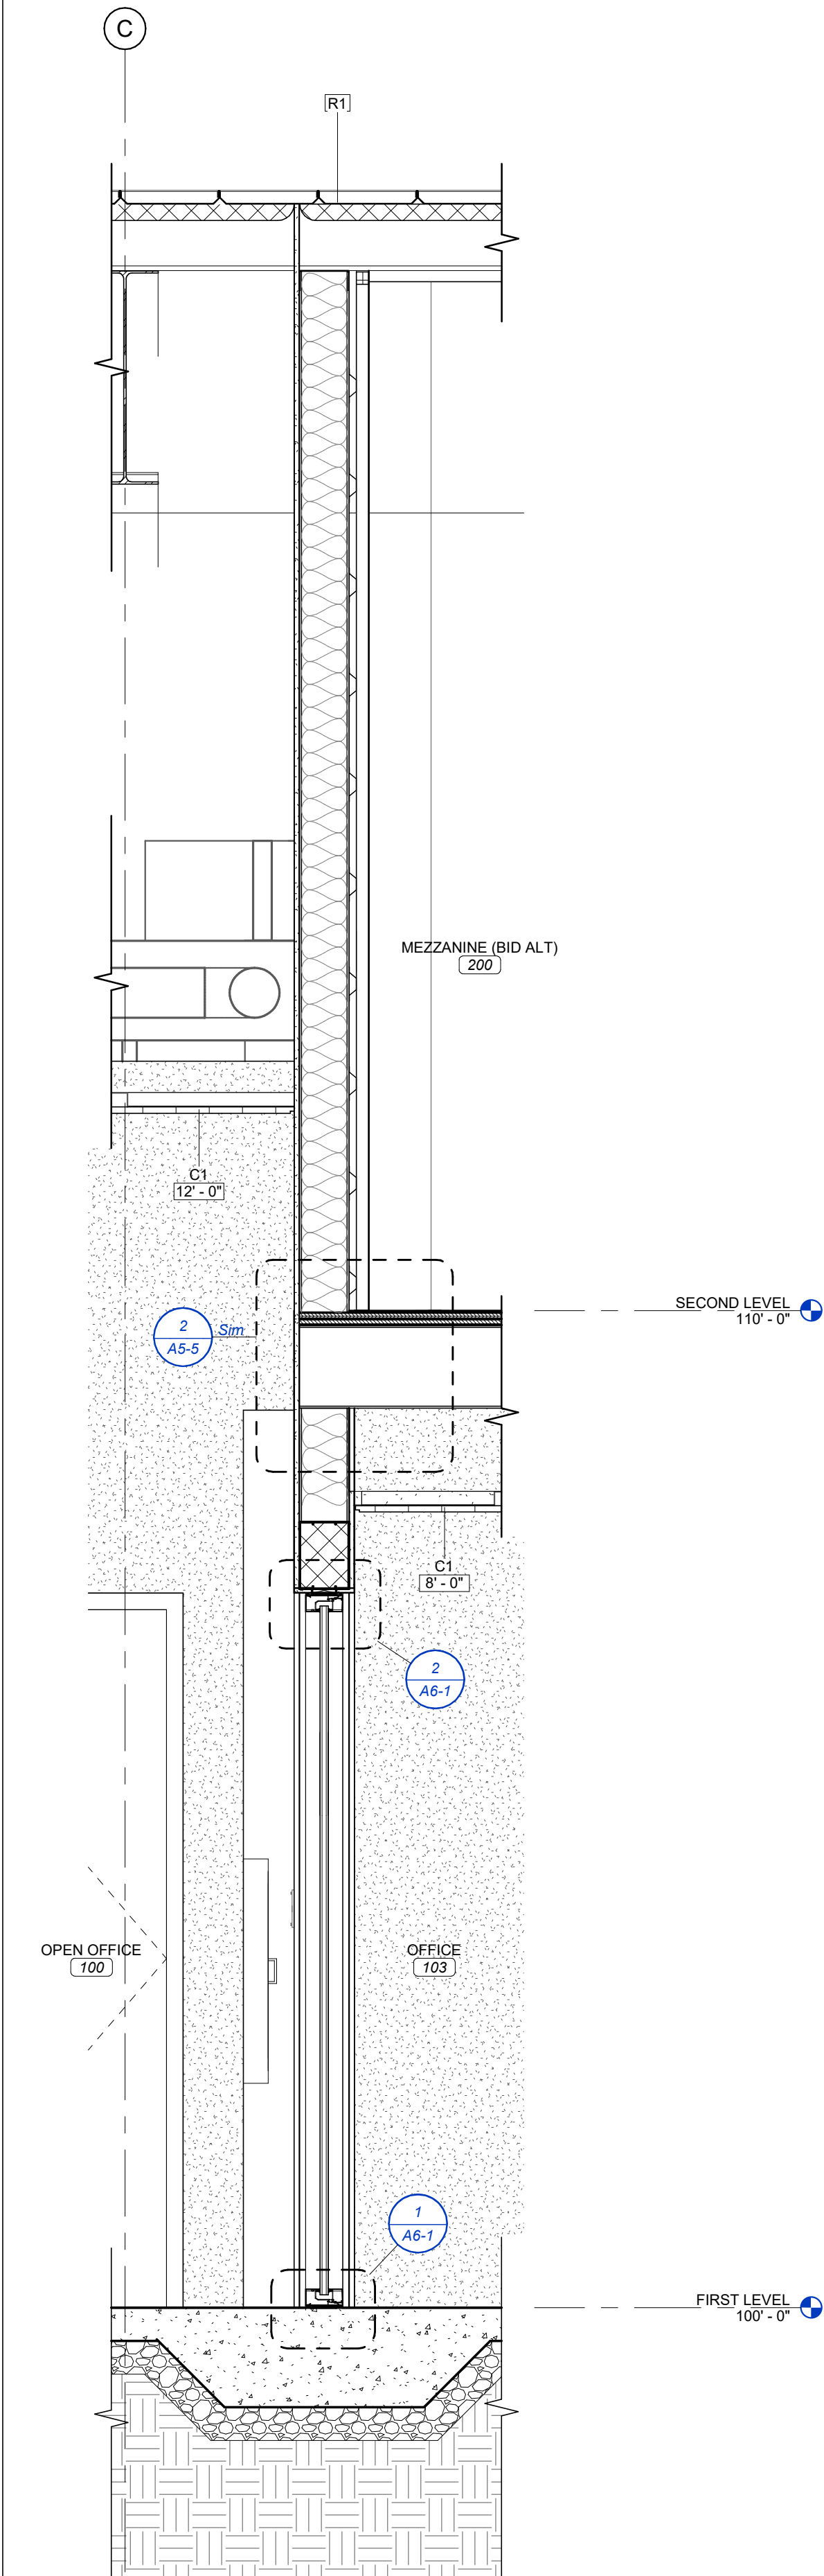 C
R1
MEZZANINE (BID ALT)
200
C1
12' - 0"
SECOND LEVEL
110' - 0"
2
A5-5
Sim
C1
8' - 0"
2
A6-1
OPEN OFFICE
100
OFFICE
103
1
A6-1
FIRST LEVEL
100' - 0"